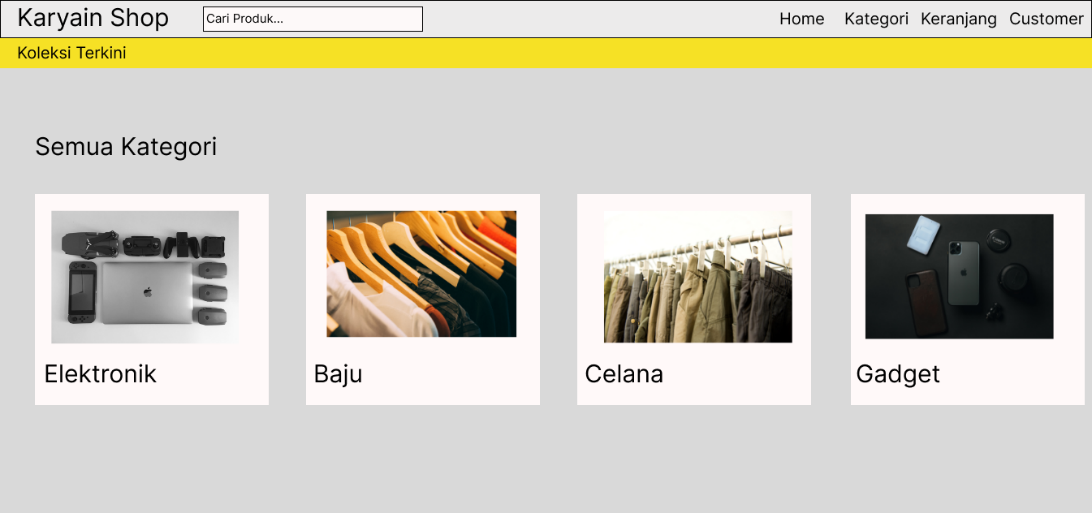 Karyain Shop
Cari Produk...
Home Kategori Keranjang Customer
Koleksi Terkini
Semua Kategori
Elektronik
Baju
Celana
Gadget